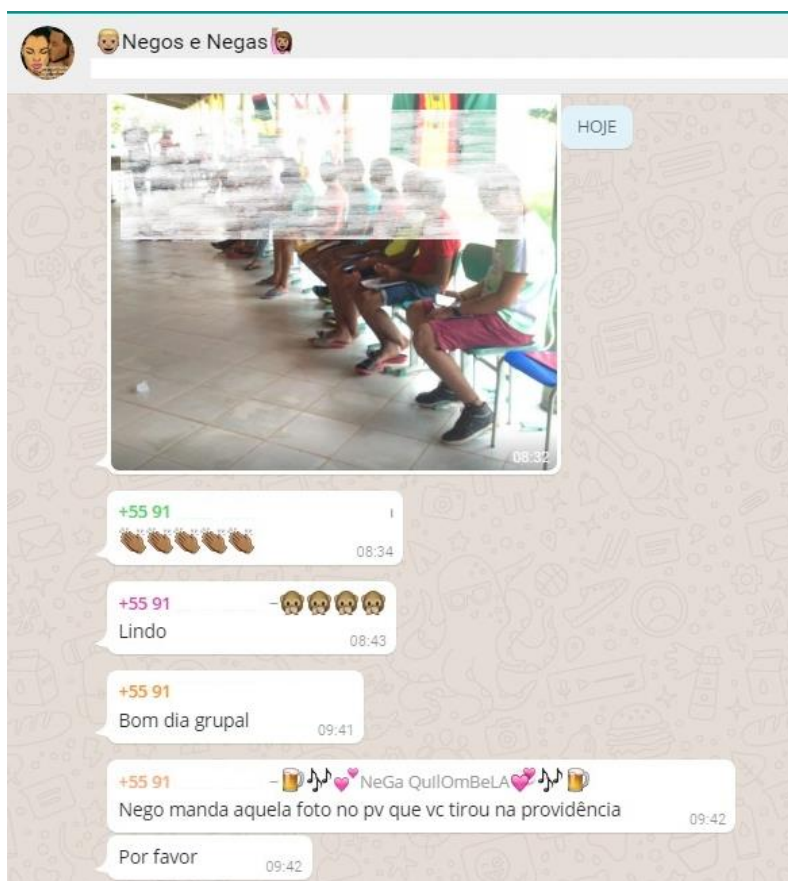 👨🏼Negos e Negas🙋🏽
HOJE
08:32
+55 91
👏🏾👏🏾👏🏾👏🏾👏🏾
08:34
+55 91 ~🙊🙊🙊🙊
Lindo
08:43
+55 91
Bom dia grupal
09:41
+55 91 ~🍺🎶💕NeGa QuIlOmBeLA💕🎶🍺
Nego manda aquela foto no pv que vc tirou na providência
09:42
Por favor
09:42